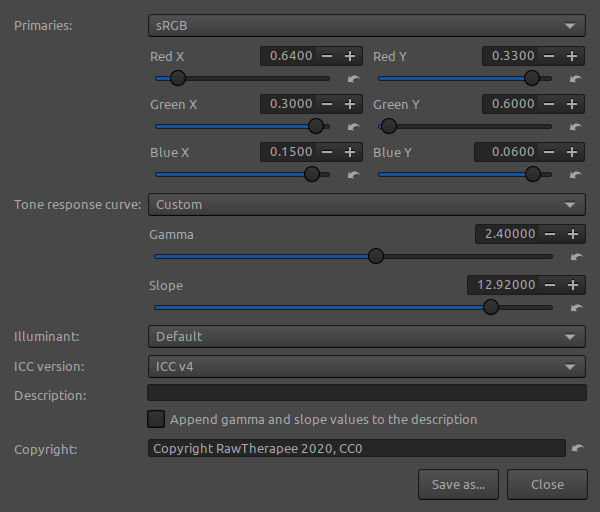 Primaries: sRGB
Red X 0.6400 Red Y 0.3300
Green X 0.3000 Green Y 0.6000
Blue X 0.1500 Blue Y 0.0600
Tone response curve: Custom
Gamma 2.40000
Slope 12.92000
Illuminant: Default
ICC version: ICC v4
Description:
Append gamma and slope values to the description
Copyright: Copyright RawTherapee 2020, CC0
Save as... Close